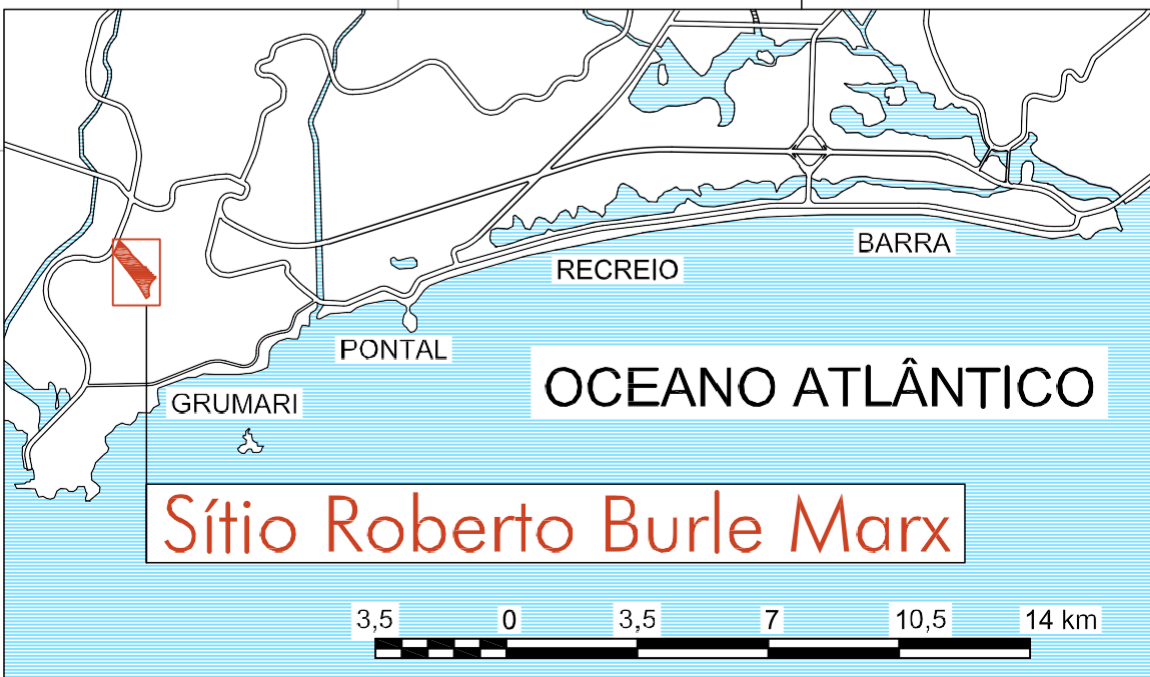 BARRA
RECREIO
PONTAL
OCEANO ATLÂNTICO
GRUMARI
Sítio Roberto Burle Marx
3,5 0 3,5 7 10,5 14 km